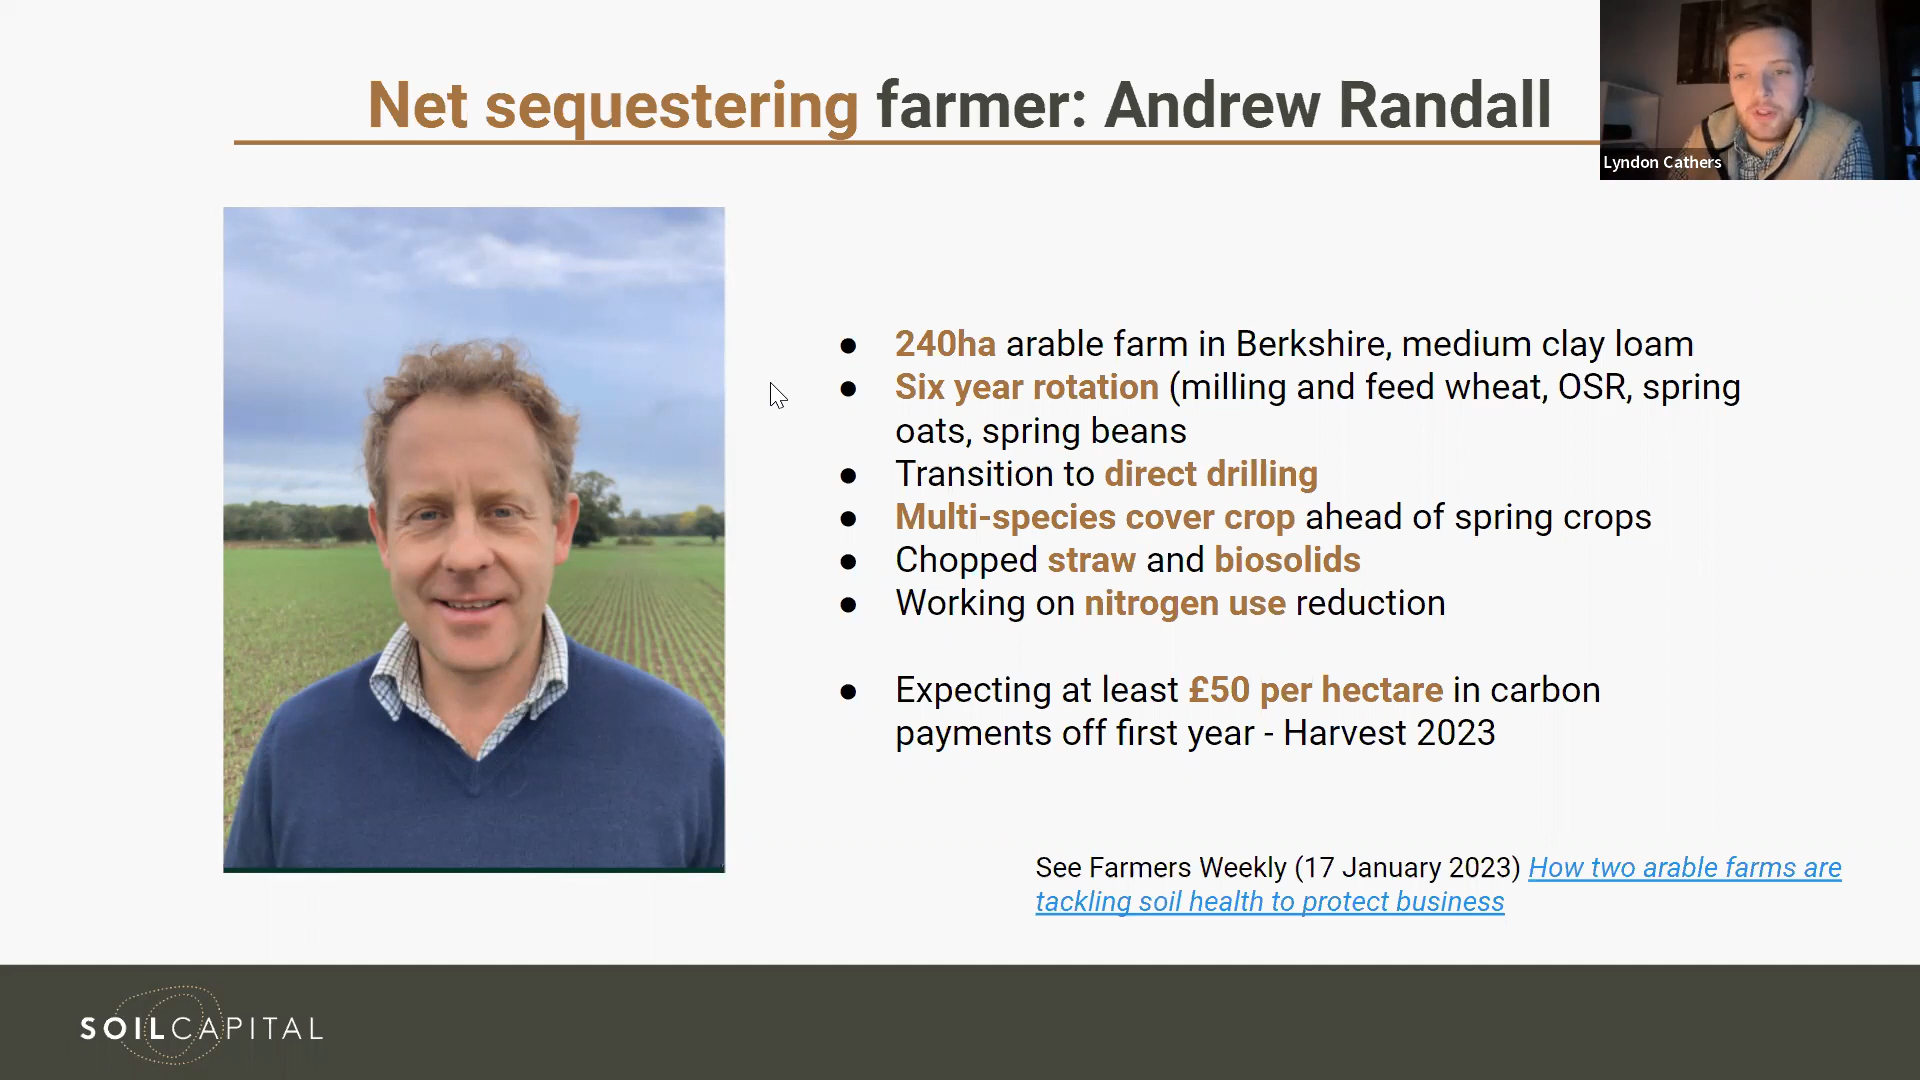 Net sequestering farmer: Andrew Randall
Lyndon Cathers
● 240ha arable farm in Berkshire, medium clay loam
● Six year rotation (milling and feed wheat, OSR, spring
oats, spring beans
● Transition to direct drilling
● Multi-species cover crop ahead of spring crops
● Chopped straw and biosolids
● Working on nitrogen use reduction
● Expecting at least £50 per hectare in carbon
payments off first year - Harvest 2023
See Farmers Weekly (17 January 2023) How two arable farms are
tackling soil health to protect business
SOILCAPITAL